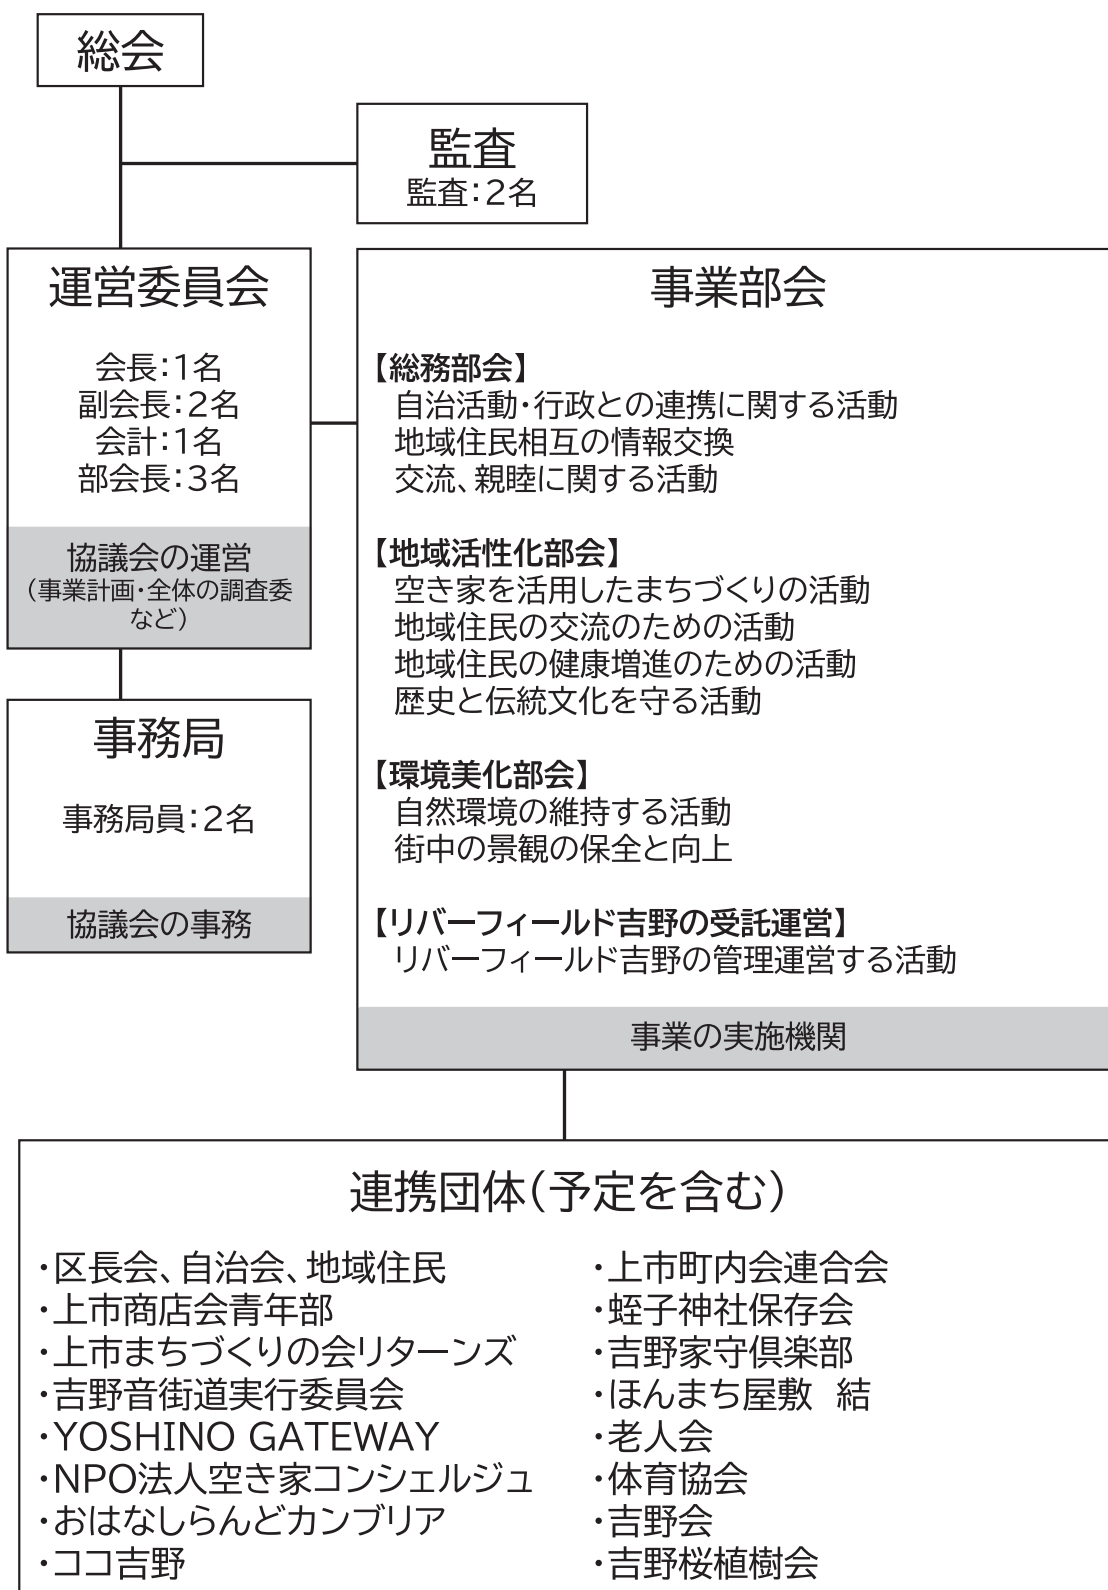 総会
監査
監査：2名
運営委員会
会長：1名
副会長：2名
会計：1名
部会長：3名
協議会の運営
（事業計画・全体の調査委
など）
事務局
事務局員：2名
協議会の事務
事業部会
【総務部会】
自治活動・行政との連携に関する活動
地域住民相互の情報交換
交流、親睦に関する活動
【地域活性化部会】
空き家を活用したまちづくりの活動
地域住民の交流のための活動
地域住民の健康増進のための活動
歴史と伝統文化を守る活動
【環境美化部会】
自然環境の維持する活動
街中の景観の保全と向上
【リバーフィールド吉野の受託運営】
リバーフィールド吉野の管理運営する活動
事業の実施機関
連携団体（予定を含む）
・区長会、自治会、地域住民
・上市商店会青年部
・上市まちづくりの会リターンズ
・吉野音街道実行委員会
・YOSHINO GATEWAY
・NPO法人空き家コンシェルジュ
・おはなしらんどカンブリア
・ココ吉野
・上市町内会連合会
・蛭子神社保存会
・吉野家守倶楽部
・ほんまち屋敷　結
・老人会
・体育協会
・吉野会
・吉野桜植樹会